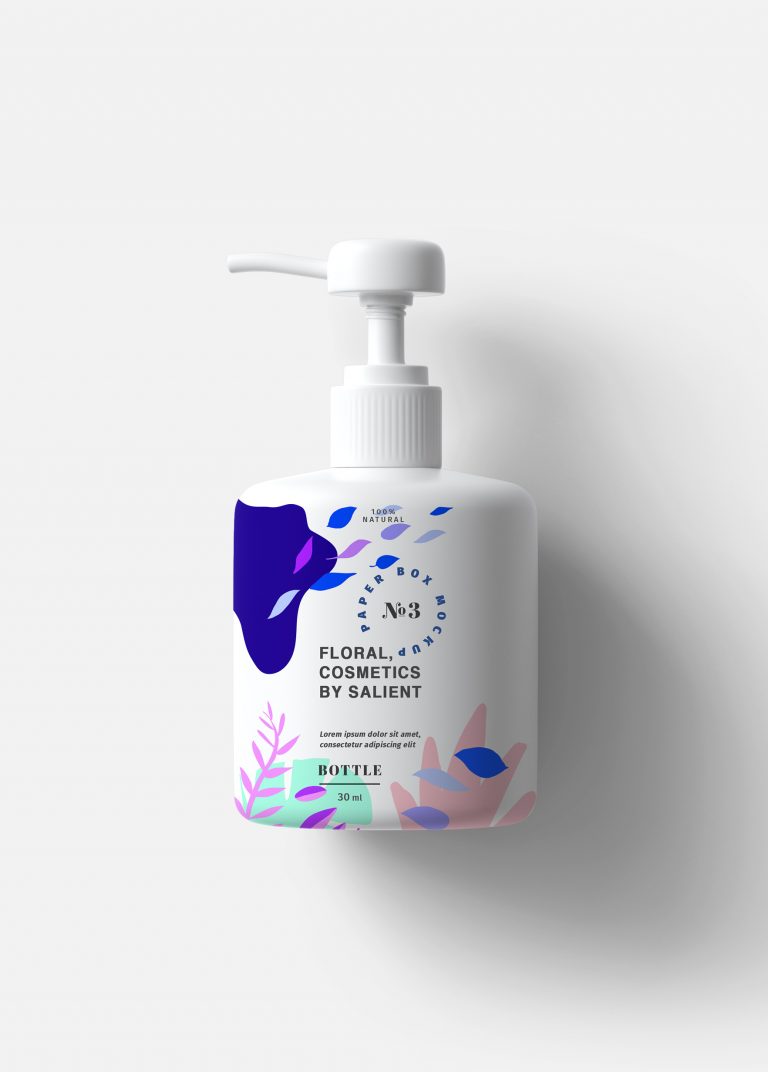 100%
NATURAL
PAPER BOX MOCKUP
№3
FLORAL,
COSMETICS
BY SALIENT
Lorem ipsum dolor sit amet,
consectetur adipiscing elit
BOTTLE
30 ml